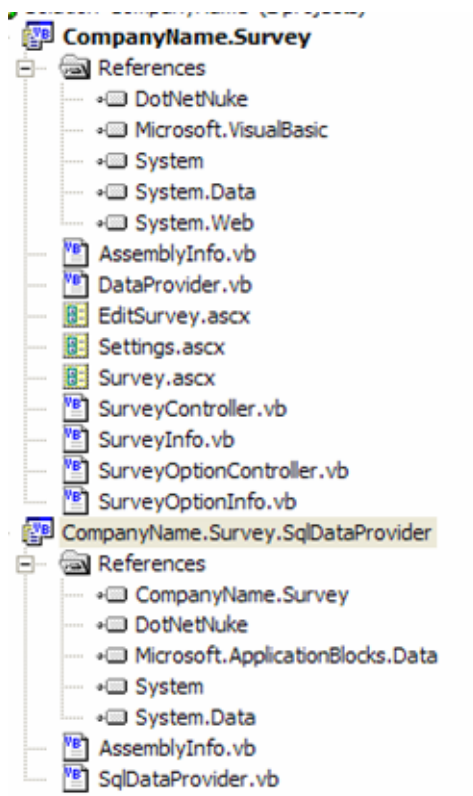 CompanyName.Survey
References
DotNetNuke
Microsoft.VisualBasic
System
System.Data
System.Web
AssemblyInfo.vb
DataProvider.vb
EditSurvey.ascx
Settings.ascx
Survey.ascx
SurveyController.vb
SurveyInfo.vb
SurveyOptionController.vb
SurveyOptionInfo.vb
CompanyName.Survey.SqlDataProvider
References
CompanyName.Survey
DotNetNuke
Microsoft.ApplicationBlocks.Data
System
System.Data
AssemblyInfo.vb
SqlDataProvider.vb